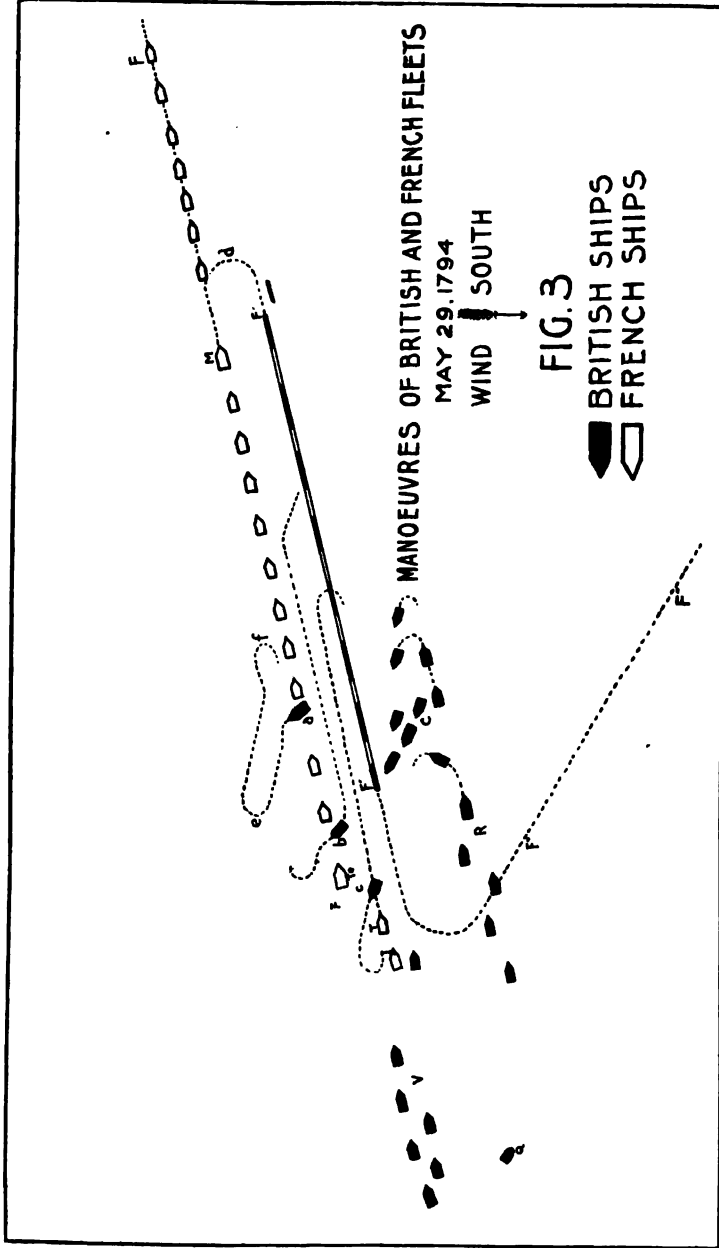 MANOEUVRES OF BRITISH AND FRENCH FLEETS
MAY 29.1794
WIND SOUTH
FIG.3
BRITISH SHIPS
FRENCH SHIPS
F
d
M
F'
f
a
e
b
F
c
I
F'
C
R
F"
V
Q